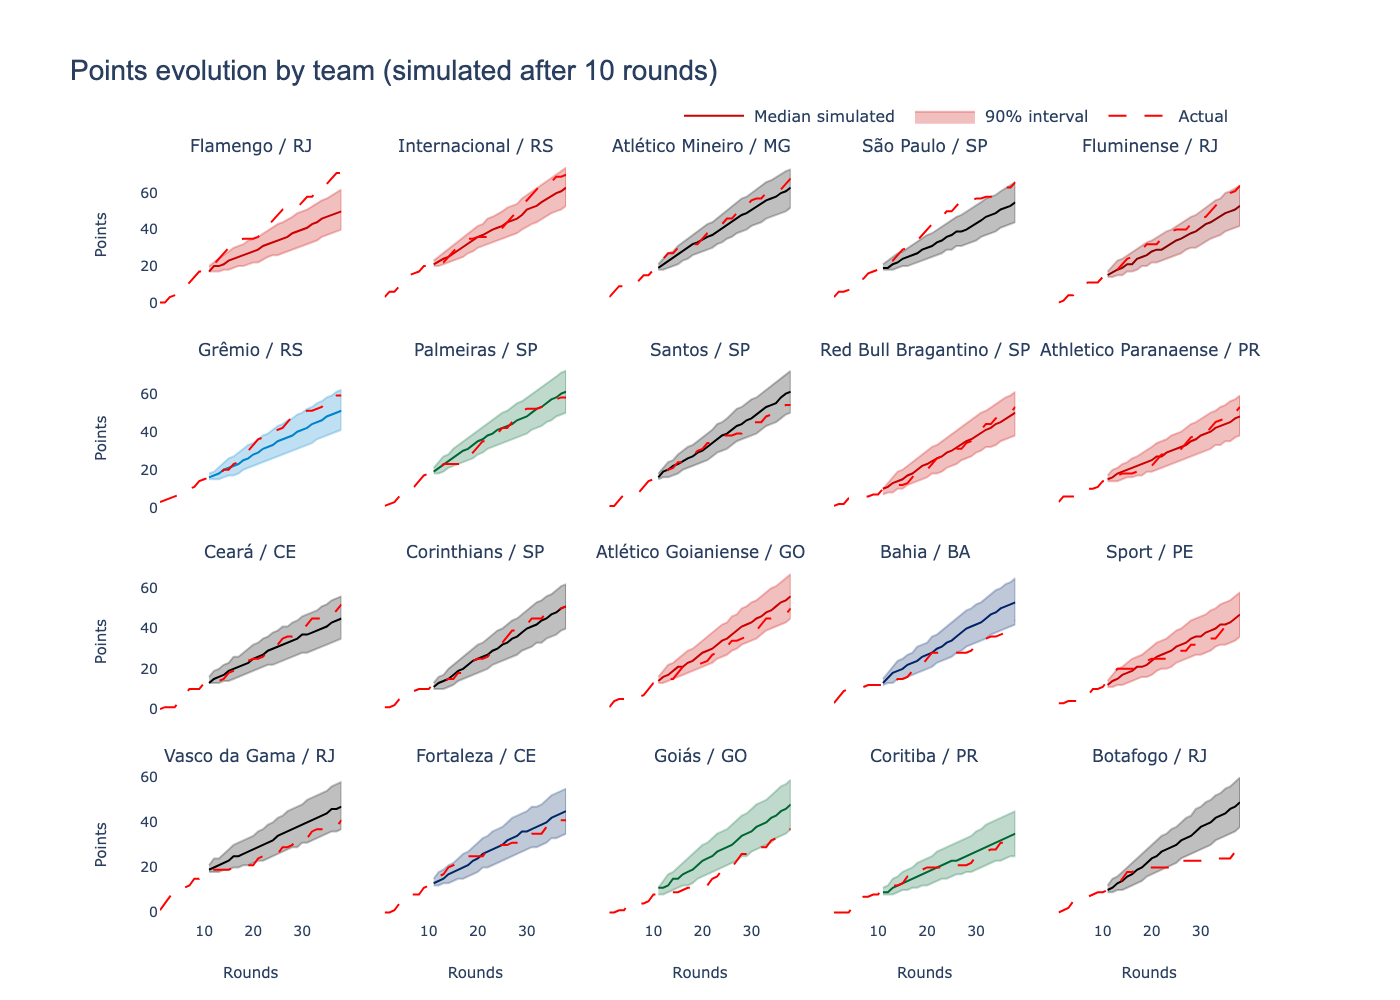 Points evolution by team (simulated after 10 rounds)
Median simulated 90% interval Actual
Flamengo / RJ Internacional / RS Atlético Mineiro / MG São Paulo / SP Fluminense / RJ
60
40
20
0
Points
Grêmio / RS Palmeiras / SP Santos / SP Red Bull Bragantino / SP Athletico Paranaense / PR
60
40
20
0
Points
Ceará / CE Corinthians / SP Atlético Goianiense / GO Bahia / BA Sport / PE
60
40
20
0
Points
Vasco da Gama / RJ Fortaleza / CE Goiás / GO Coritiba / PR Botafogo / RJ
60
40
20
0
Points
10 20 30 10 20 30 10 20 30 10 20 30 10 20 30
Rounds Rounds Rounds Rounds Rounds